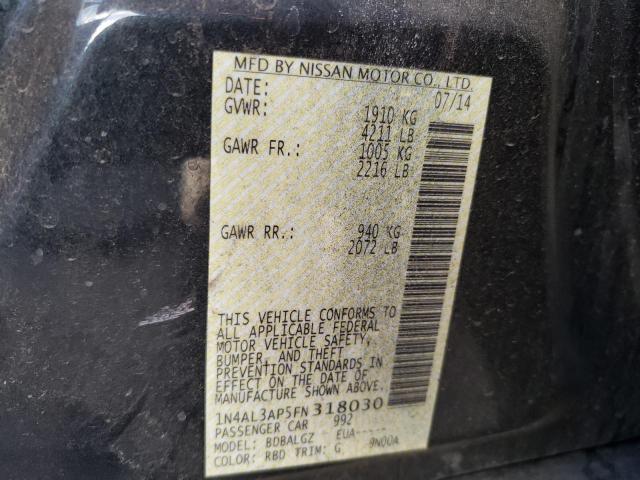 MFD BY NISSAN MOTOR CO., LTD.
DATE: 07/14
GVWR: 1910 KG
4211 LB
GAWR FR.: 1005 KG
2216 LB
GAWR RR.: 940 KG
2072 LB
THIS VEHICLE CONFORMS TO
ALL APPLICABLE FEDERAL
MOTOR VEHICLE SAFETY,
BUMPER, AND THEFT
PREVENTION STANDARDS IN
EFFECT ON THE DATE OF
MANUFACTURE SHOWN ABOVE.
1N4AL3AP5FN318030
PASSENGER CAR 992
MODEL: BDBALGZ EUA-----
COLOR: RBD TRIM: G 9N00A